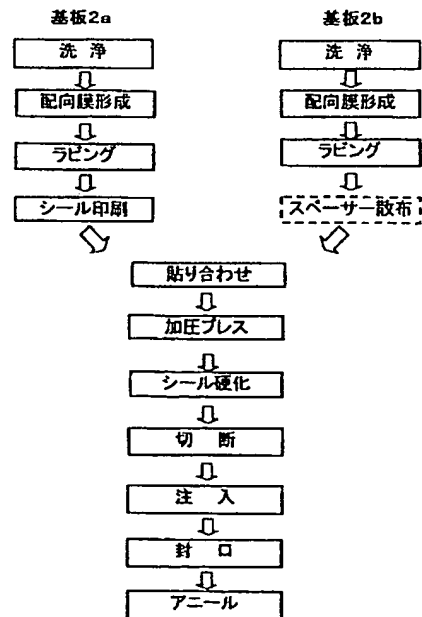 基板2a
洗 浄
配向膜形成
ラビング
シール印刷
基板2b
洗 浄
配向膜形成
ラビング
スペーサー散布
貼り合わせ
加圧プレス
シール硬化
切 断
注 入
封 口
アニール